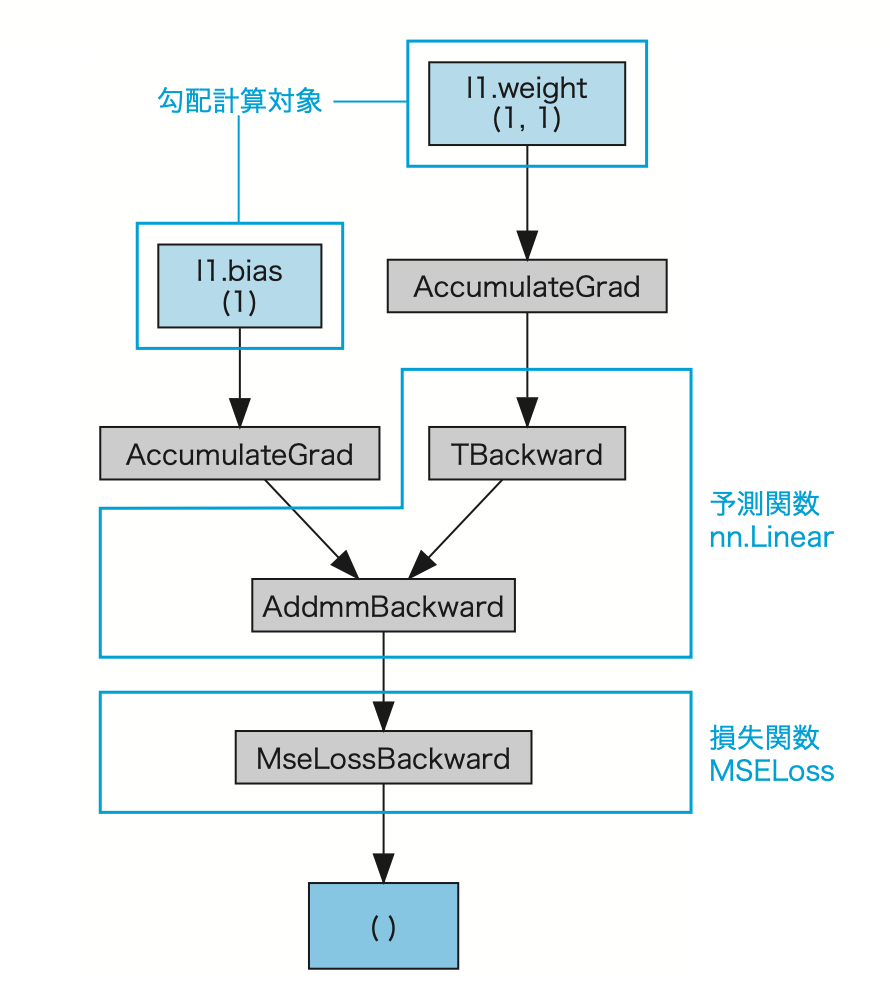 l1.weight
(1, 1)
勾配計算対象
l1.bias
(1)
AccumulateGrad
AccumulateGrad
TBackward
予測関数
nn.Linear
AddmmBackward
損失関数
MSELoss
MseLossBackward
( )